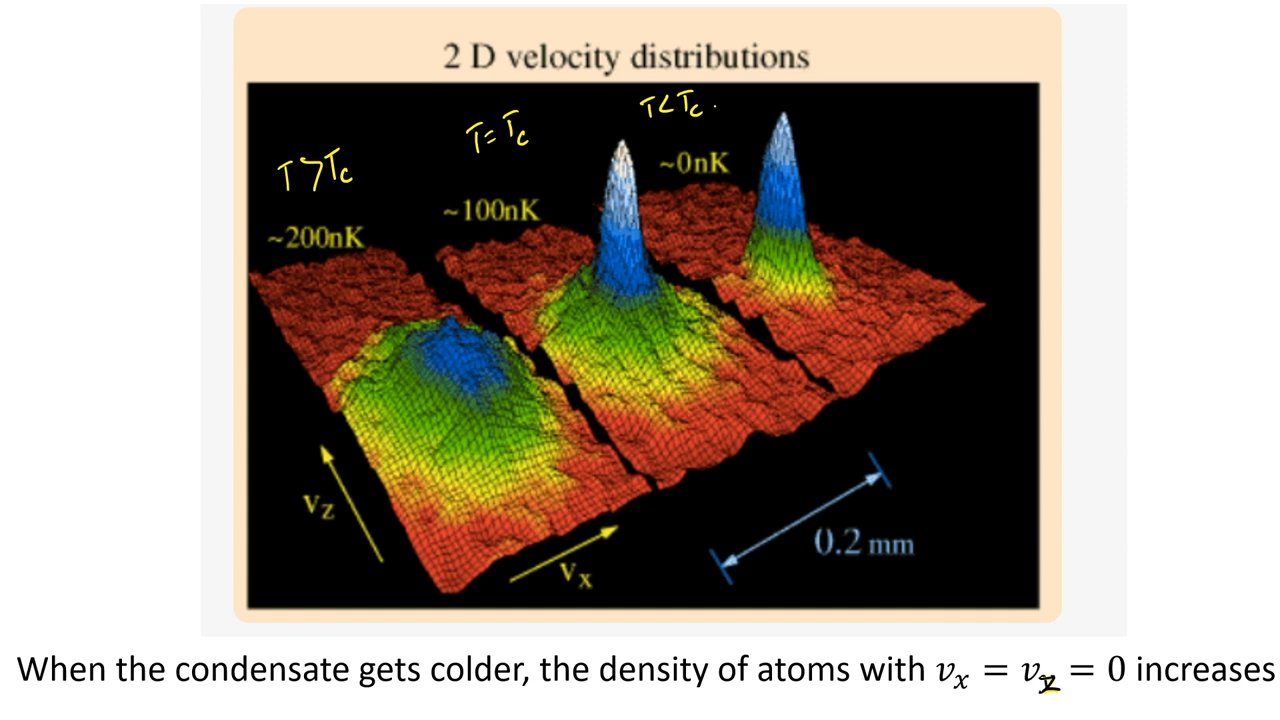 2 D velocity distributions
T>Tc
T=Tc
T<Tc.
~200nK
~100nK
~0nK
vz
vx
0.2 mm
When the condensate gets colder, the density of atoms with 𝑣ₓ = 𝑣z = 0 increases